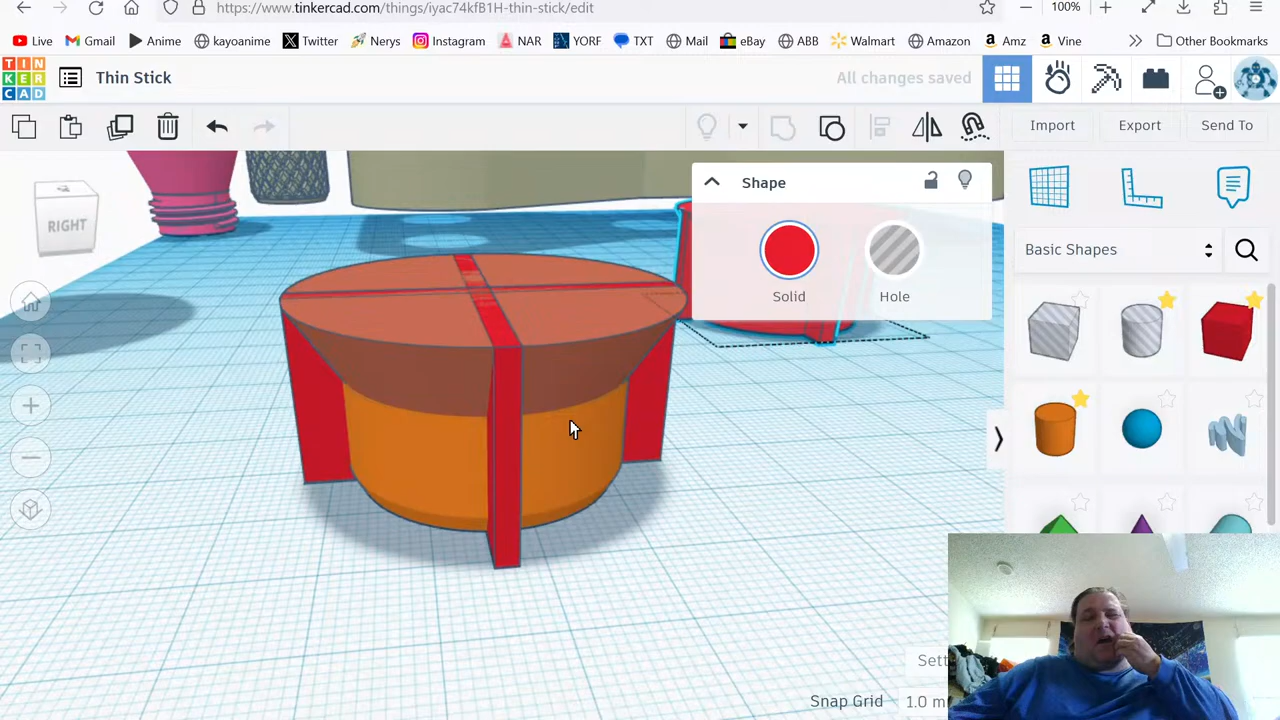 https://www.tinkercad.com/things/iyac74kfB1H-thin-stick/edit
100%
Live Gmail Anime kayoanime Twitter Nerys Instagram NAR YORF TXT Mail eBay ABB Walmart Amazon Amz Vine Other Bookmarks
TIN
KER
CAD
Thin Stick
All changes saved
Import Export Send To
Shape
RIGHT
Solid Hole
Basic Shapes
Sett
Snap Grid 1.0 m